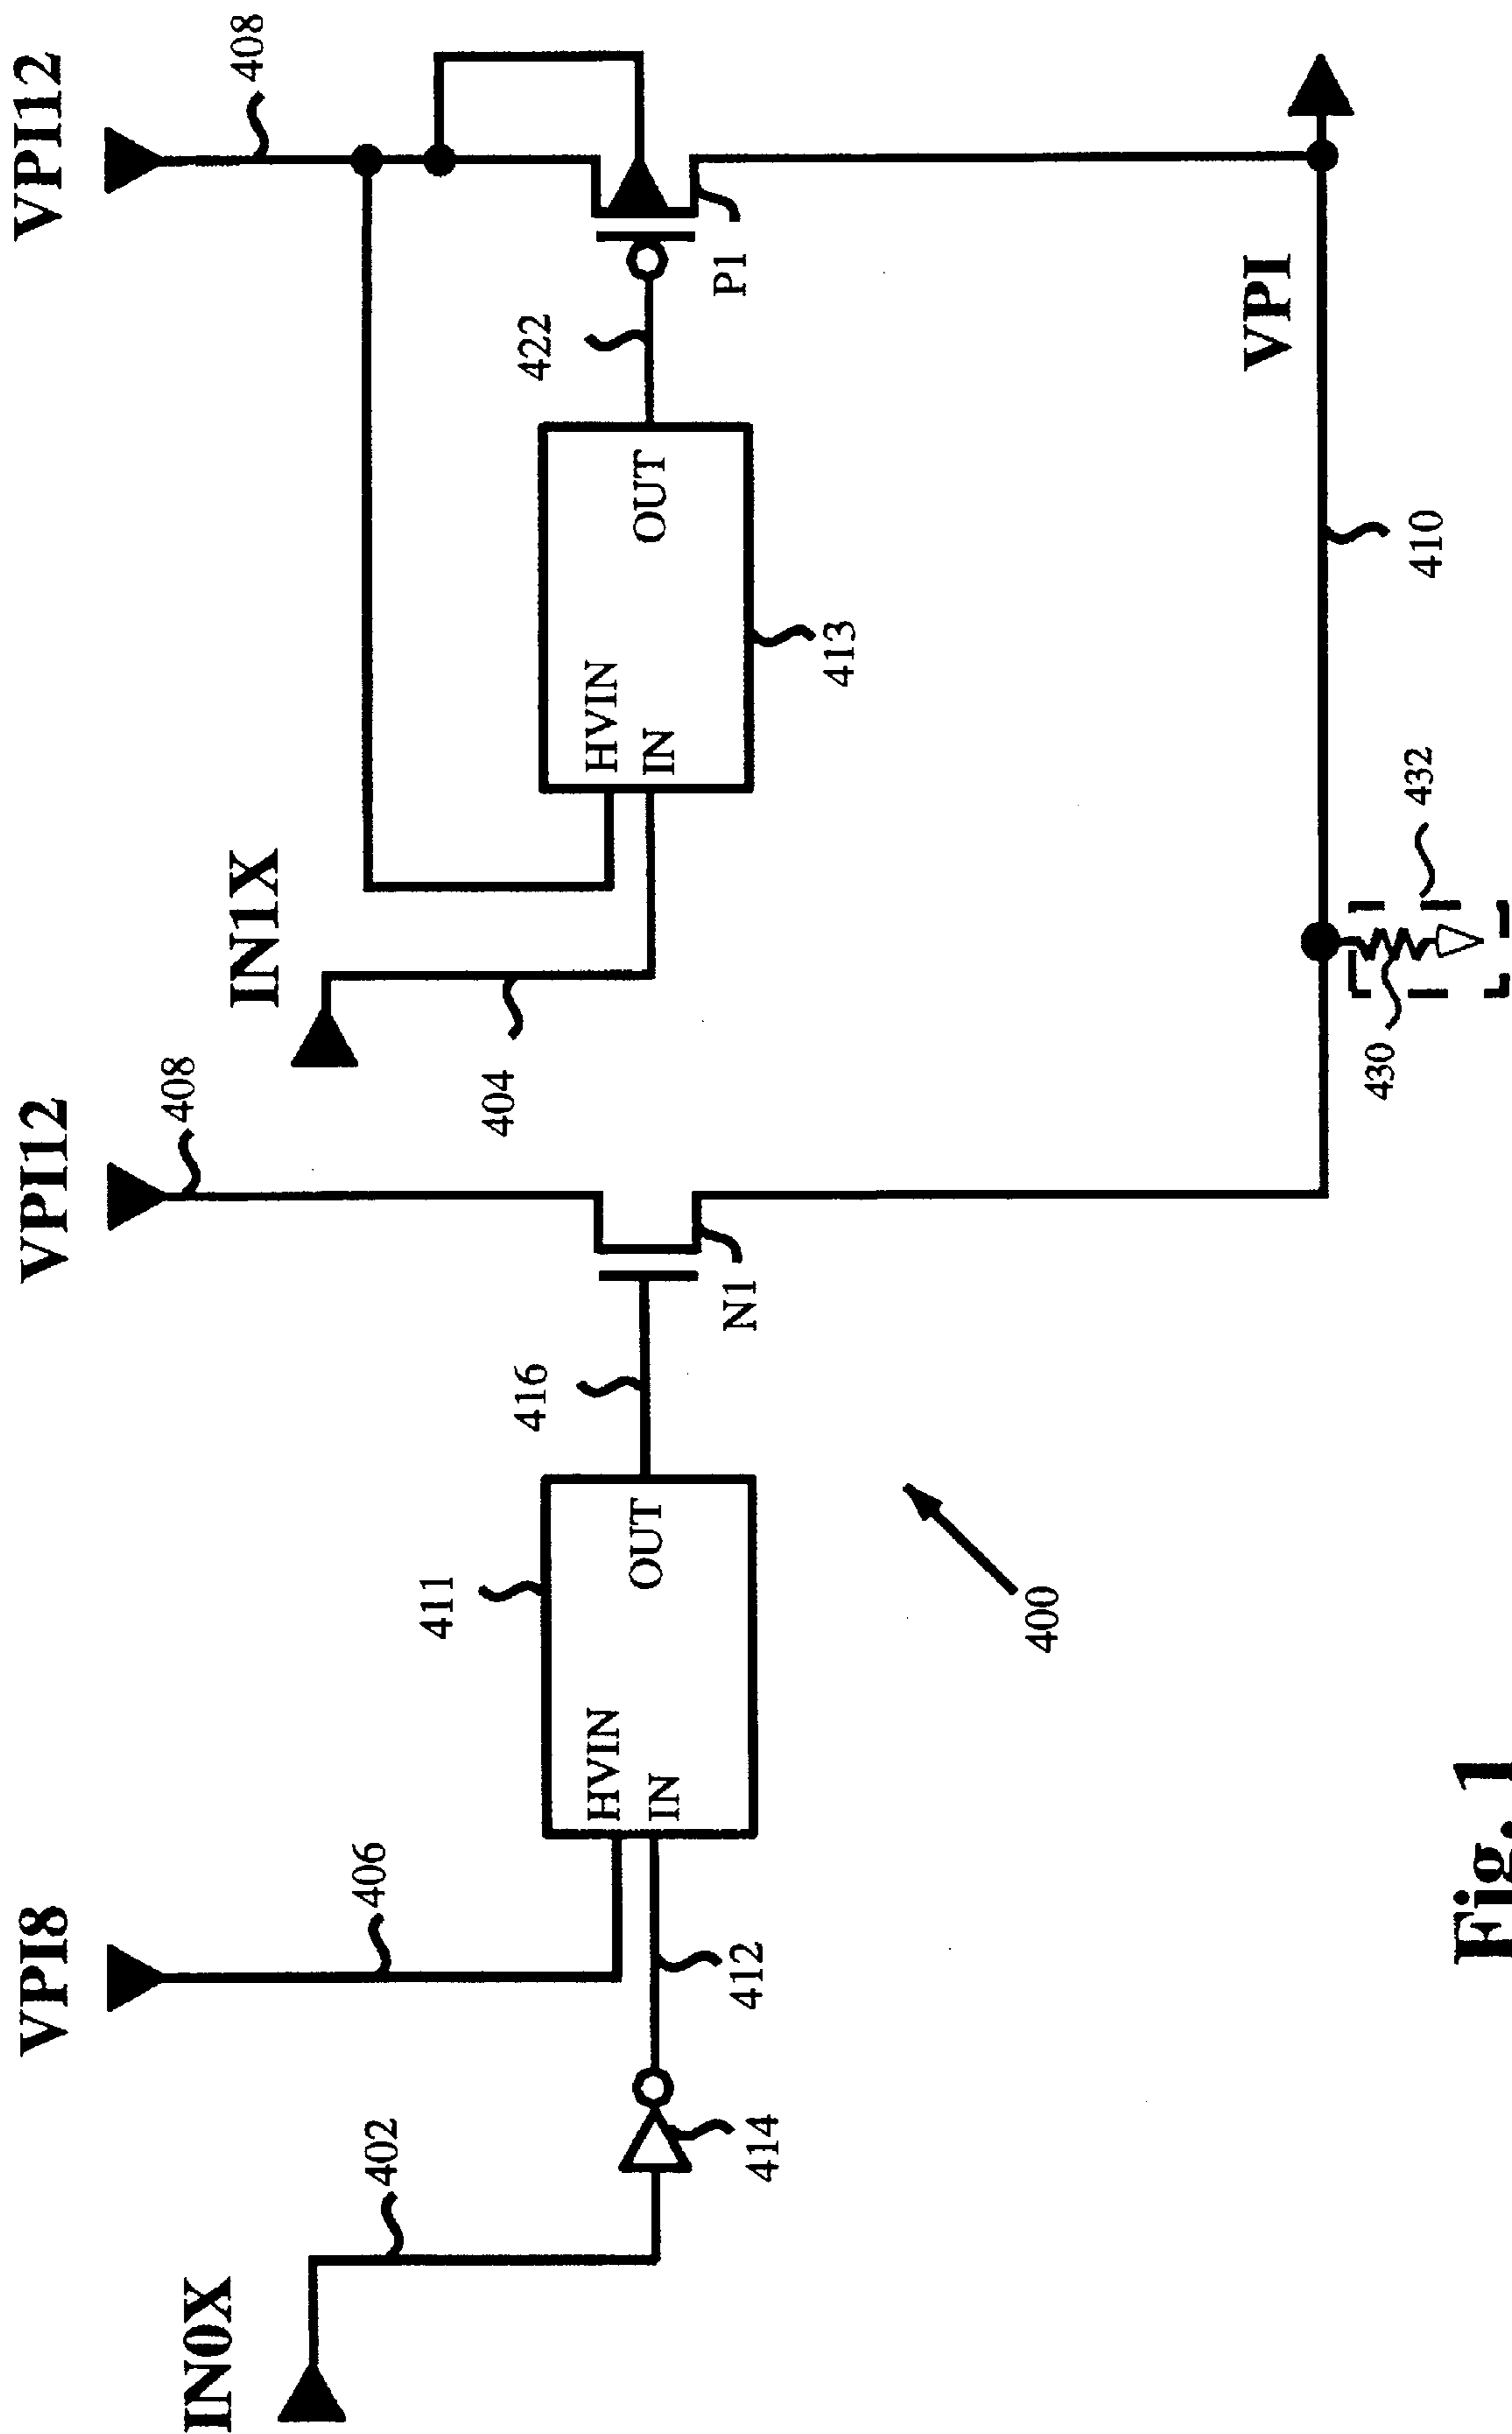 VPI8
VPI12
VPI12
408
408
IN0X
402
406
IN1X
411
416
404
422
HVIN
IN
OUT
HVIN
IN
OUT
414
412
N1
413
P1
400
VPI
430
432
410
Fig. 1